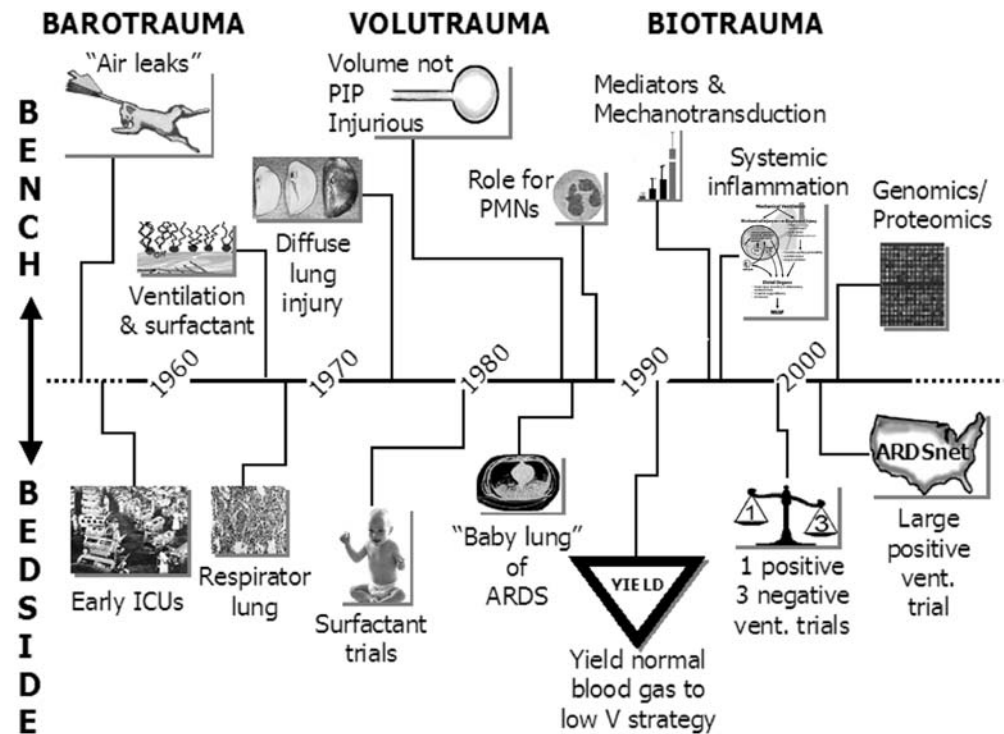 BAROTRAUMA
VOLUTRAUMA
BIOTRAUMA
BENCH
BEDSIDE
"Air leaks"
Volume not
PIP
Injurious
Mediators &
Mechanotransduction
Role for
PMNs
Systemic
inflammation
Genomics/
Proteomics
Diffuse
lung
injury
Ventilation
& surfactant
1960
1970
1980
1990
2000
Early ICUs
Respirator
lung
Surfactant
trials
"Baby lung"
of
ARDS
YIELD
Yield normal
blood gas to
low V strategy
1
3
1 positive
3 negative
vent. trials
ARDSnet
Large
positive
vent.
trial